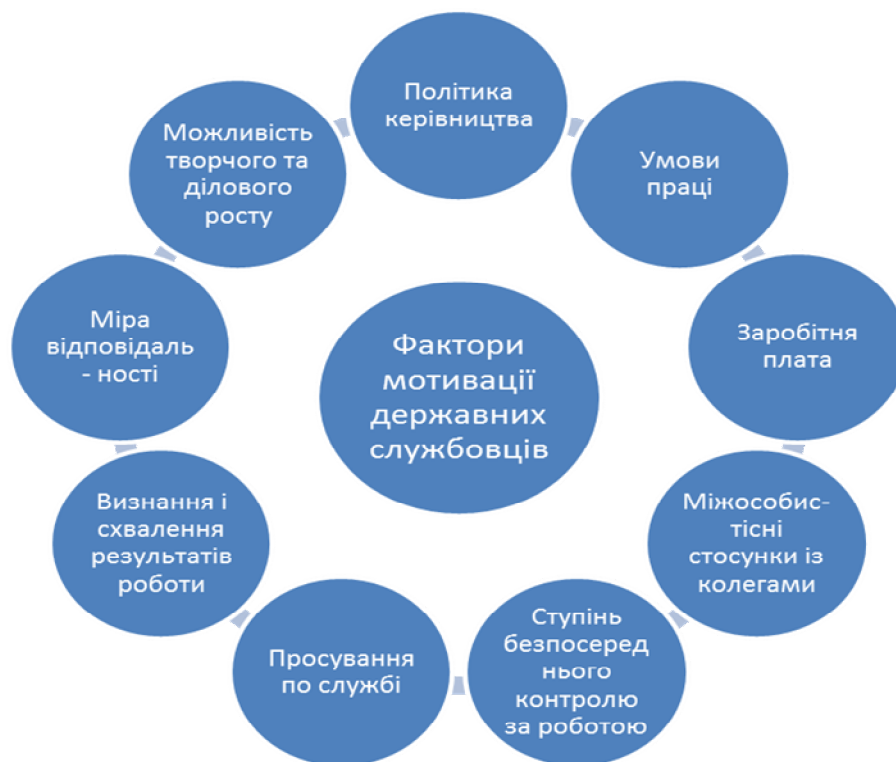 Політика
керівництва
Умови
праці
Заробітня
плата
Міжособис-
тісні
стосунки із
колегами
Ступінь
безпосеред
нього
контролю
за роботою
Просування
по службі
Визнання і
схвалення
результатів
роботи
Міра
відповідаль
- ності
Можливість
творчого та
ділового
росту
Фактори
мотивації
державних
службовців